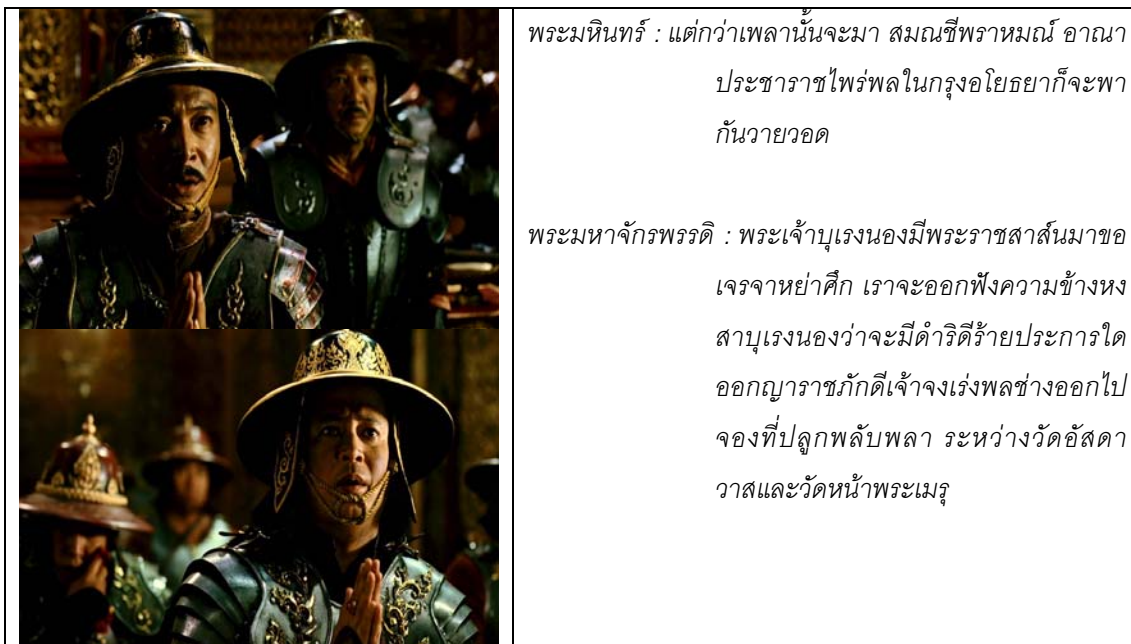 พระมหินทร์ : แต่กว่าเพลานั้นจะมา สมณชีพราหมณ์ อาณา
ประชาราชไพร่พลในกรุงอโยธยาก็จะพา
กันวายวอด
พระมหาจักรพรรดิ : พระเจ้าบุเรงนองมีพระราชสาส์นมาขอ
เจรจาหย่าศึก เราจะออกฟังความข้างหง
สาบุเรงนองว่าจะมีดำริดีร้ายประการใด
ออกญาราชภักดีเจ้าจงเร่งพลช่างออกไป
จองที่ปลูกพลับพลา ระหว่างวัดอัสดา
วาสและวัดหน้าพระเมรุ